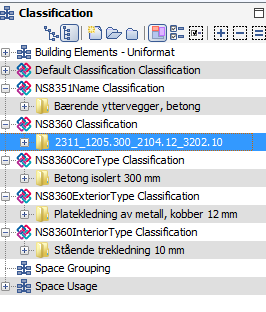 Classification
Building Elements - Uniformat
Default Classification Classification
NS8351Name Classification
Bærende yttervegger, betong
NS8360 Classification
2311_1205.300_2104.12_3202.10
NS8360CoreType Classification
Betong isolert 300 mm
NS8360ExteriorType Classification
Platekledning av metall, kobber 12 mm
NS8360InteriorType Classification
Stående trekledning 10 mm
Space Grouping
Space Usage